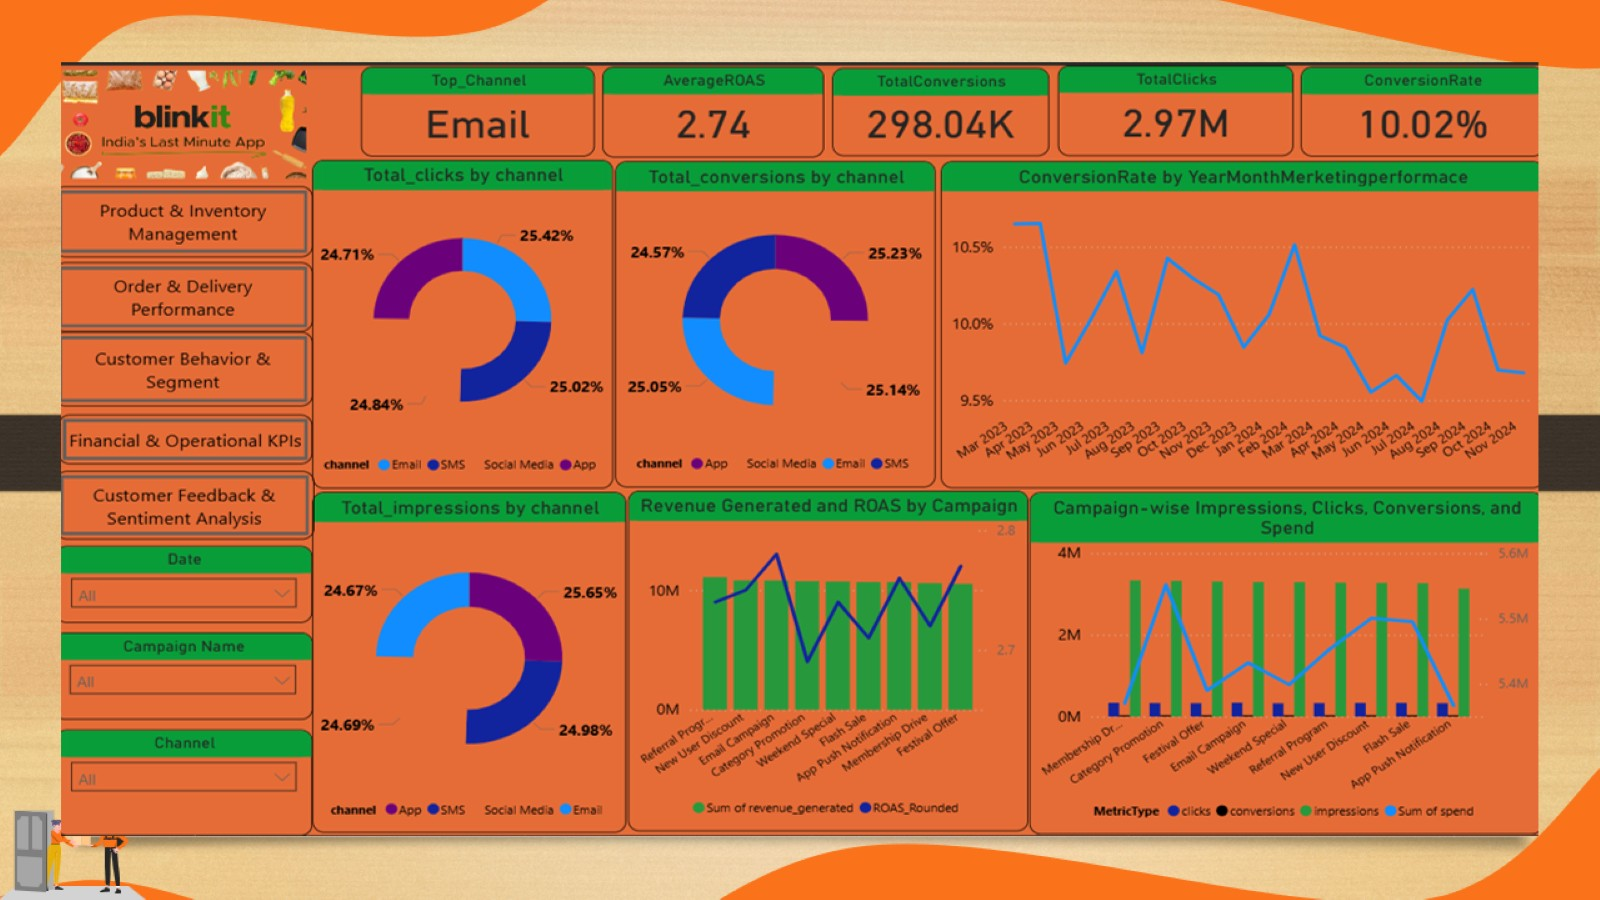 blinkit
India's Last Minute App
Top_Channel
Email
AverageROAS
2.74
TotalConversions
298.04K
TotalClicks
2.97M
ConversionRate
10.02%
Product & Inventory
Management
Order & Delivery
Performance
Customer Behavior &
Segment
Financial & Operational KPIs
Customer Feedback &
Sentiment Analysis
Date
All
Campaign Name
All
Channel
All
Total_clicks by channel
25.42%
24.71%
25.02%
24.84%
channel Email SMS Social Media App
Total_conversions by channel
24.57%
25.23%
25.05%
25.14%
channel App Social Media Email SMS
ConversionRate by YearMonthMerketingperformace
10.5%
10.0%
9.5%
Mar 2023
Apr 2023
May 2023
Jun 2023
Jul 2023
Aug 2023
Sep 2023
Oct 2023
Nov 2023
Dec 2023
Jan 2024
Feb 2024
Mar 2024
Apr 2024
May 2024
Jun 2024
Jul 2024
Aug 2024
Sep 2024
Oct 2024
Nov 2024
Total_impressions by channel
24.67%
25.65%
24.69%
24.98%
channel App SMS Social Media Email
Revenue Generated and ROAS by Campaign
2.8
10M
2.7
0M
Referral Progr...
New User Discount
Email Campaign
Category Promotion
Weekend Special
Flash Sale
App Push Notification
Membership Drive
Festival Offer
Sum of revenue_generated ROAS_Rounded
Campaign-wise Impressions, Clicks, Conversions, and
Spend
4M
5.6M
2M
5.5M
5.4M
0M
Membership Dr...
Category Promotion
Festival Offer
Email Campaign
Weekend Special
Referral Program
New User Discount
Flash Sale
App Push Notification
MetricType clicks conversions impressions Sum of spend